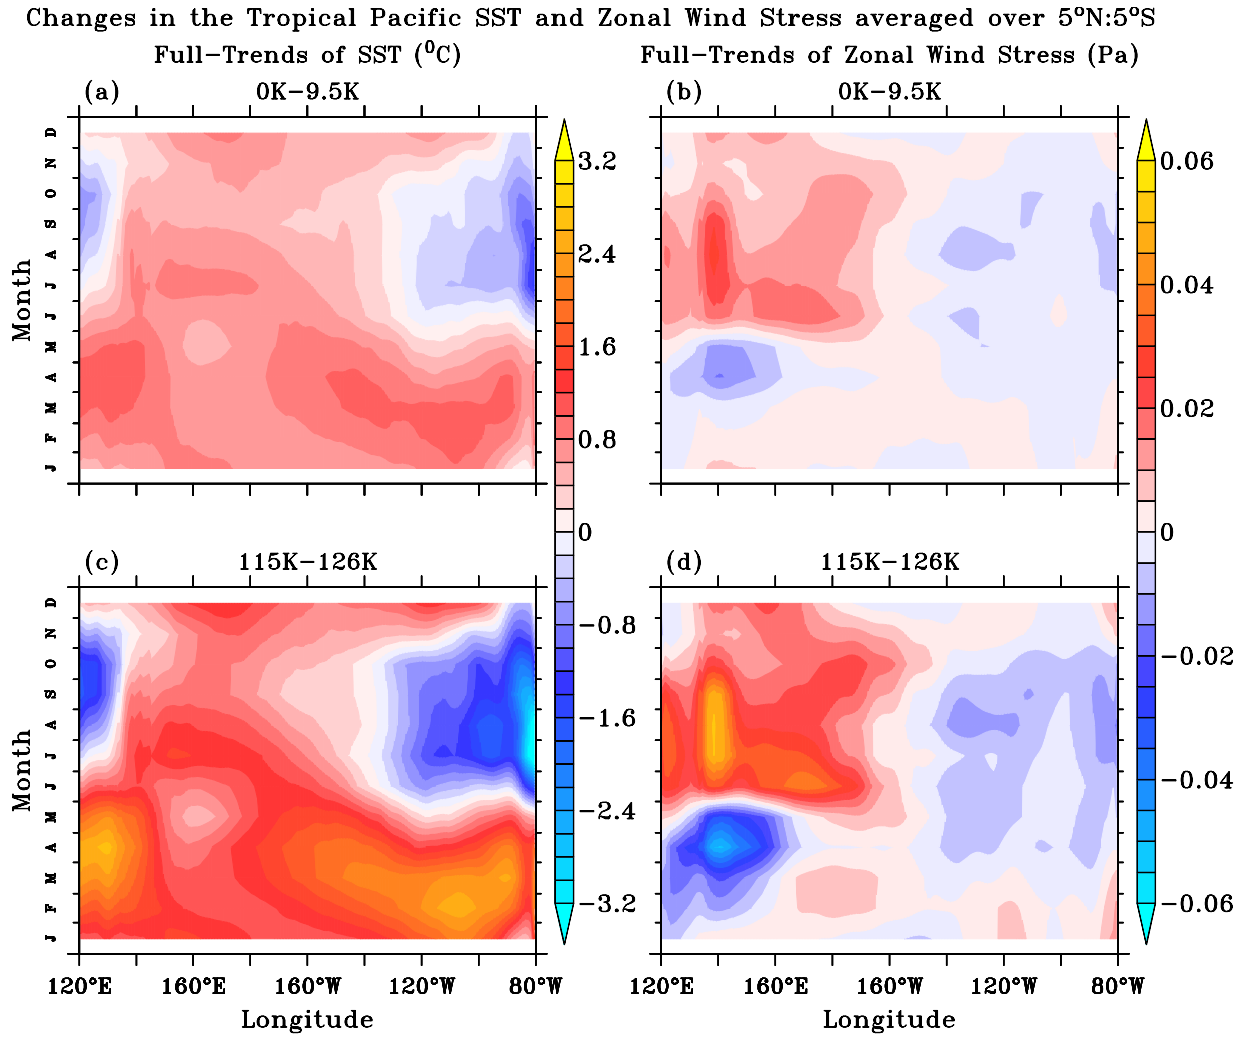 Changes in the Tropical Pacific SST and Zonal Wind Stress averaged over 5°N:5°S
Full-Trends of SST (⁰C)
Full-Trends of Zonal Wind Stress (Pa)
(a)
0K-9.5K
(b)
0K-9.5K
D
N
O
S
A
J
J
M
A
M
F
J
Month
3.2
2.4
1.6
0.8
0
-0.8
-1.6
-2.4
-3.2
0.06
0.04
0.02
0
-0.02
-0.04
-0.06
(c)
115K-126K
(d)
115K-126K
D
N
O
S
A
J
J
M
A
M
F
J
Month
120°E 160°E 160°W 120°W 80°W
120°E 160°E 160°W 120°W 80°W
Longitude
Longitude